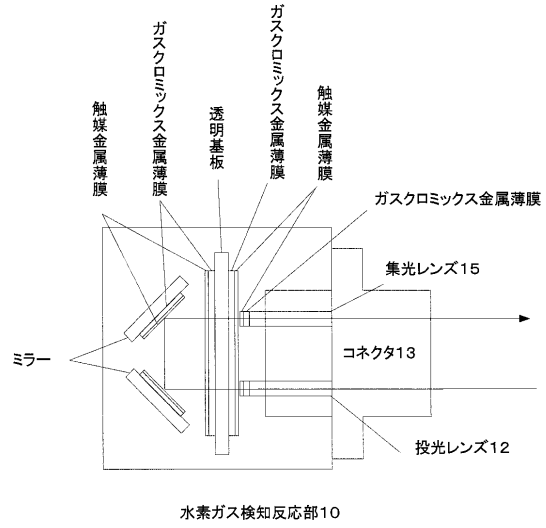 触媒金属薄膜
ガスクロミックス金属薄膜
透明基板
ガスクロミックス金属薄膜
触媒金属薄膜
ガスクロミックス金属薄膜
集光レンズ15
コネクタ13
ミラー
投光レンズ12
水素ガス検知反応部10